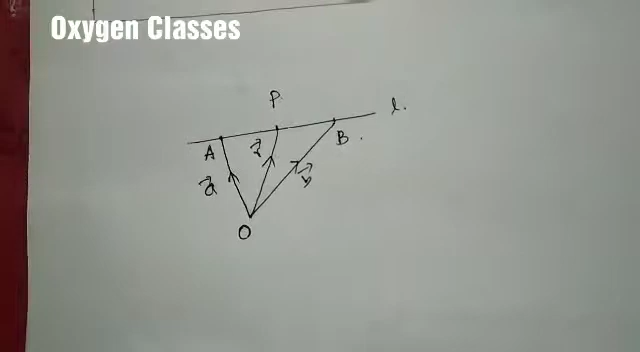 Oxygen Classes
P.
l.
A
r⃗
B.
a⃗
b⃗
O